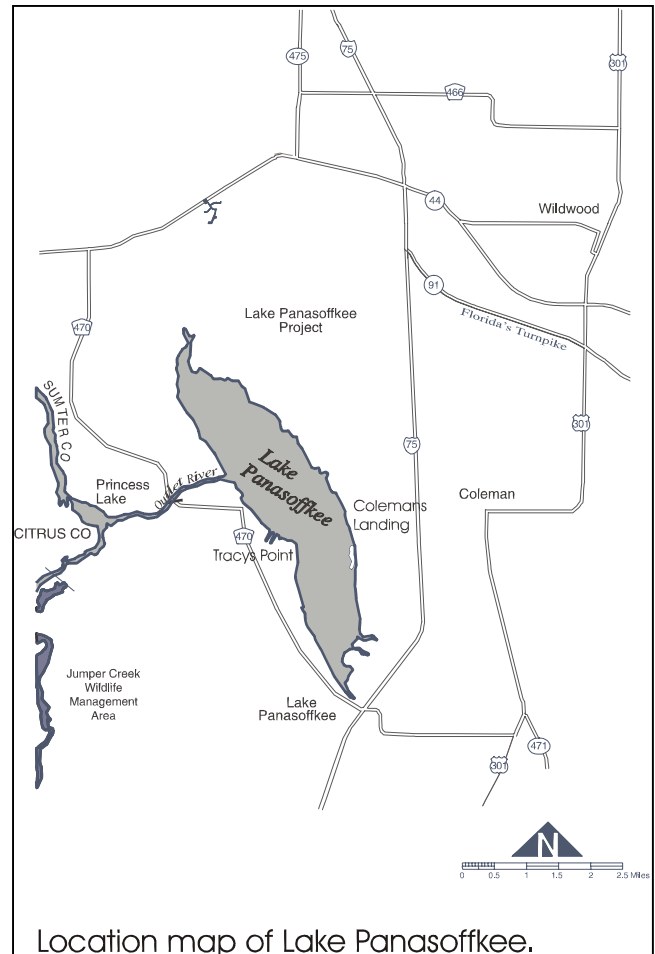 475
75
301
466
44
Wildwood
91
Florida's Turnpike
Lake Panasoffkee
Project
470
SUMTER CO
301
75
Lake
Panasoffkee
Outlet River
Princess
Lake
Colemans
Landing
Coleman
CITRUS CO
470
Tracys Point
Jumper Creek
Wildlife
Management
Area
Lake
Panasoffkee
301
471
N
0 0.5 1 1.5 2 2.5 Miles
Location map of Lake Panasoffkee.